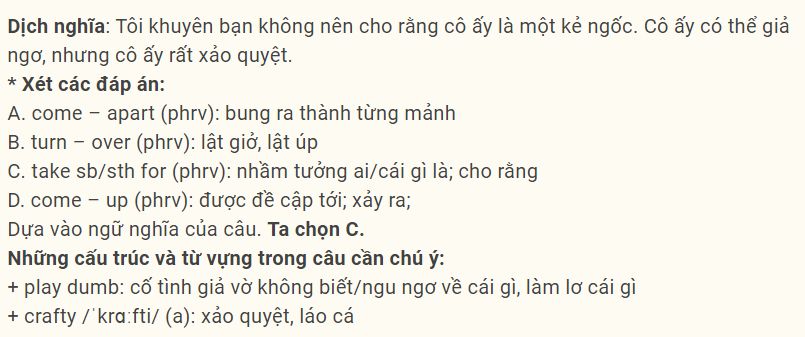 Dịch nghĩa: Tôi khuyên bạn không nên cho rằng cô ấy là một kẻ ngốc. Cô ấy có thể giả
ngơ, nhưng cô ấy rất xảo quyệt.
* Xét các đáp án:
A. come – apart (phrv): bung ra thành từng mảnh
B. turn – over (phrv): lật giở, lật úp
C. take sb/sth for (phrv): nhầm tưởng ai/cái gì là; cho rằng
D. come – up (phrv): được đề cập tới; xảy ra;
Dựa vào ngữ nghĩa của câu. Ta chọn C.
Những cấu trúc và từ vựng trong câu cần chú ý:
+ play dumb: cố tình giả vờ không biết/ngu ngơ về cái gì, làm lơ cái gì
+ crafty /ˈkrɑːfti/ (a): xảo quyệt, láo cá